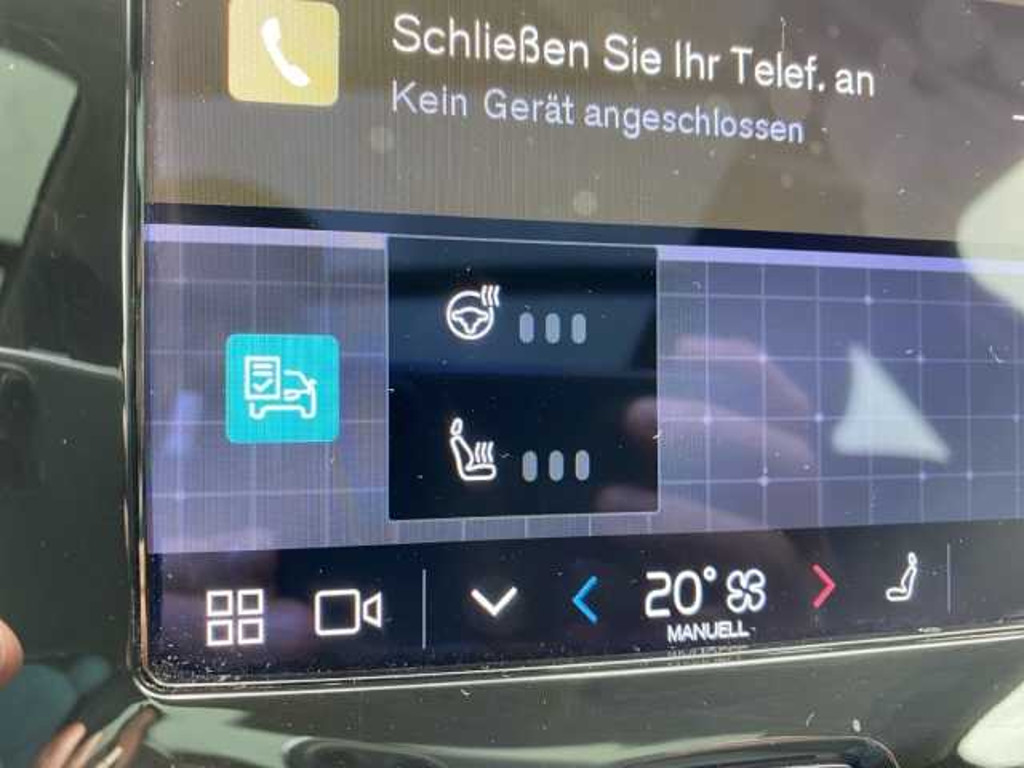 Schließen Sie Ihr Telef. an
Kein Gerät angeschlossen
20°
MANUELL